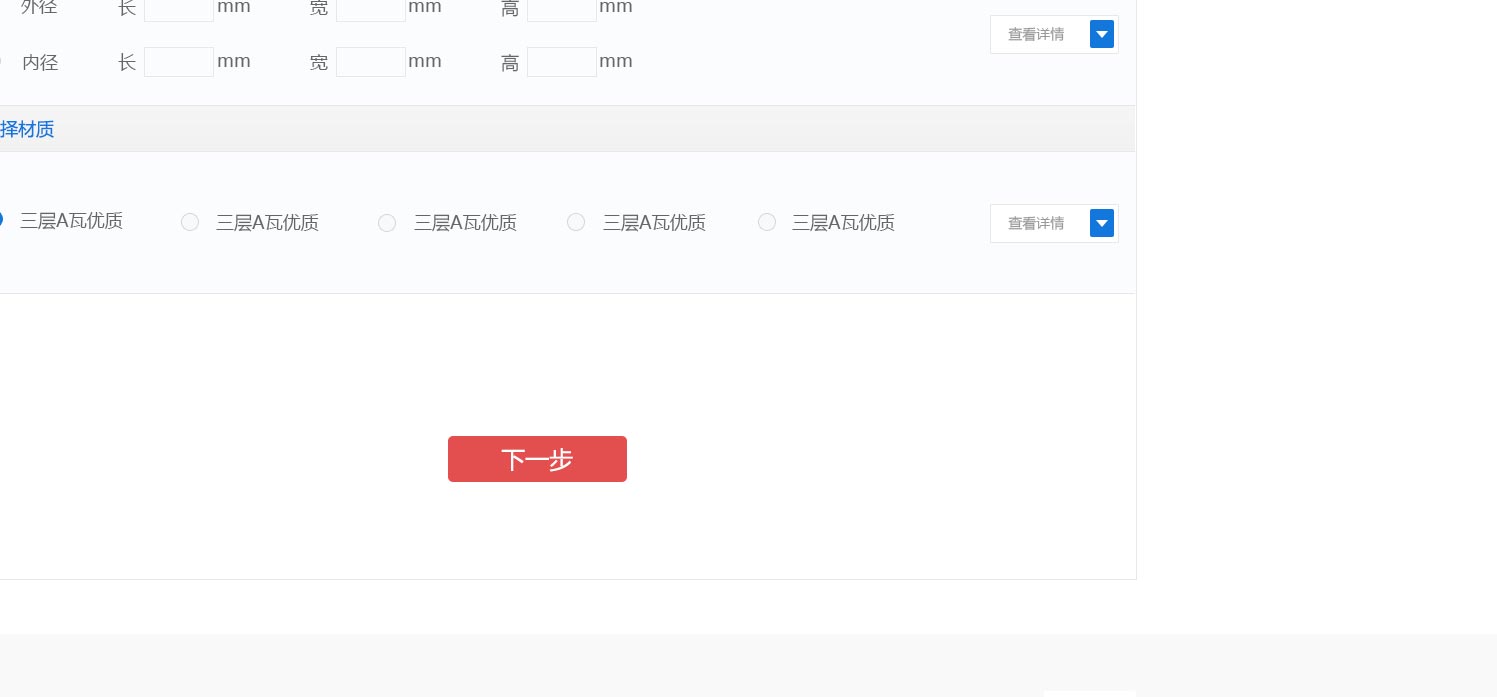 外径 长 mm 宽 mm 高 mm
查看详情
内径 长 mm 宽 mm 高 mm
择材质
三层A瓦优质 三层A瓦优质 三层A瓦优质 三层A瓦优质 三层A瓦优质 查看详情
下一步